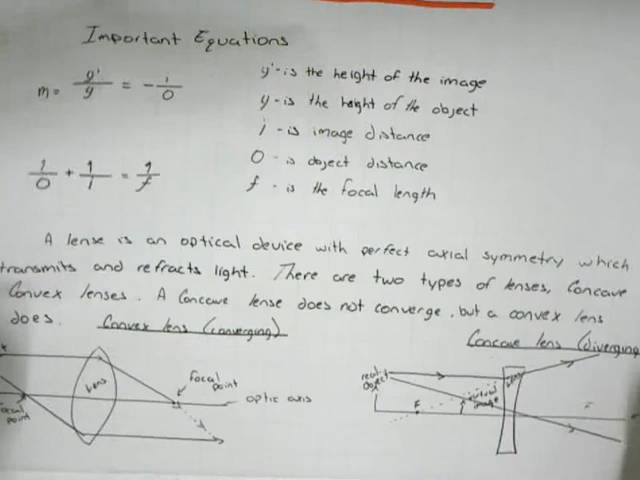 Important Equations
m = y'/y = - i/o
y' - is the height of the image
y - is the height of the object
i - is image distance
O - is object distance
f - is the focal length
1/O + 1/i = 1/f
A lense is an optical device with perfect axial symmetry which
transmits and refracts light. There are two types of lenses, Concave
Convex lenses. A Concave lense does not converge, but a convex lens
does.
Convex lens (converging)
Concave lens (diverging
Lens
focal
point
optic axis
point
real
object
virtual
image
Lens
F